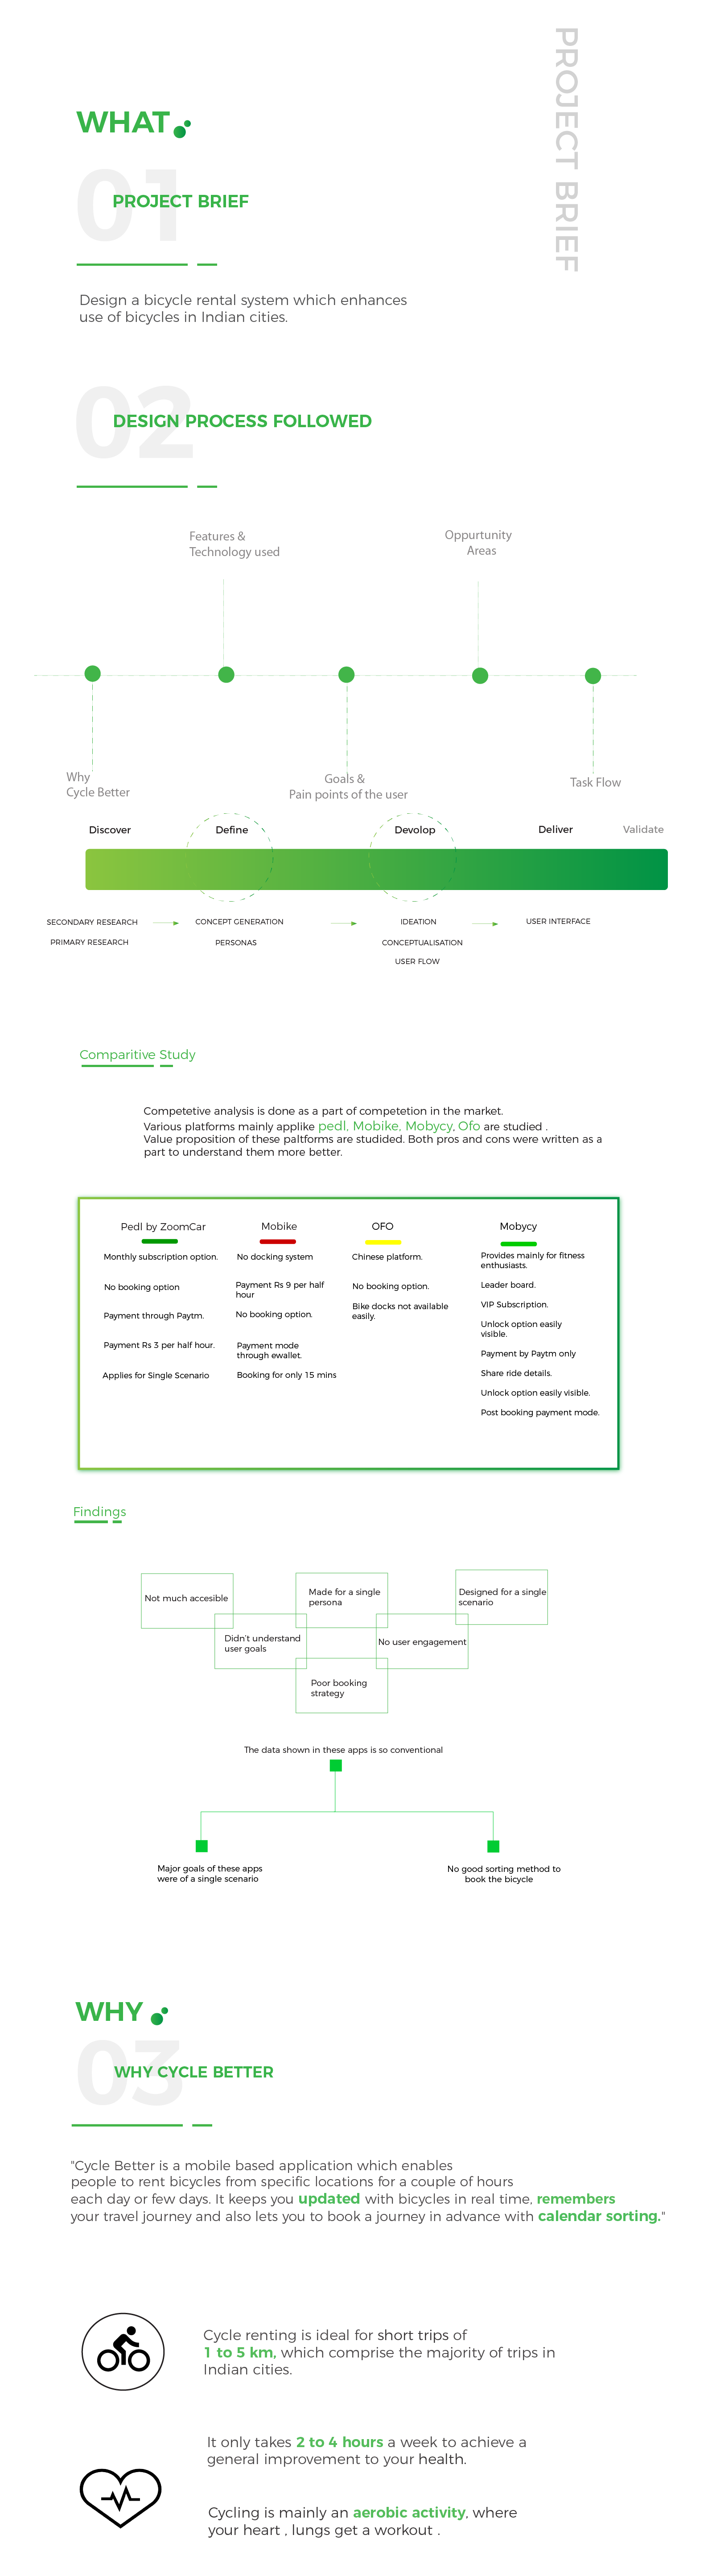 PROJECT BRIEF
WHAT
01
PROJECT BRIEF
Design a bicycle rental system which enhances
use of bicycles in Indian cities.
02
DESIGN PROCESS FOLLOWED
Features &
Technology used
Oppurtunity
Areas
Why
Cycle Better
Goals &
Pain points of the user
Task Flow
Discover
Define
Devolop
Deliver
Validate
SECONDARY RESEARCH
PRIMARY RESEARCH
CONCEPT GENERATION
PERSONAS
IDEATION
CONCEPTUALISATION
USER FLOW
USER INTERFACE
Comparitive Study
Competetive analysis is done as a part of competetion in the market.
Various platforms mainly applike pedl, Mobike, Mobycy, Ofo are studied .
Value proposition of these paltforms are studided. Both pros and cons were written as a
part to understand them more better.
Pedl by ZoomCar
Monthly subscription option.
No booking option
Payment through Paytm.
Payment Rs 3 per half hour.
Applies for Single Scenario
Mobike
No docking system
Payment Rs 9 per half
hour
No booking option.
Payment mode
through ewallet.
Booking for only 15 mins
OFO
Chinese platform.
No booking option.
Bike docks not available
easily.
Mobycy
Provides mainly for fitness
enthusiasts.
Leader board.
VIP Subscription.
Unlock option easily
visible.
Payment by Paytm only
Share ride details.
Unlock option easily visible.
Post booking payment mode.
Findings
Not much accesible
Made for a single
persona
Designed for a single
scenario
Didn't understand
user goals
No user engagement
Poor booking
strategy
The data shown in these apps is so conventional
Major goals of these apps
were of a single scenario
No good sorting method to
book the bicycle
WHY
03
WHY CYCLE BETTER
"Cycle Better is a mobile based application which enables
people to rent bicycles from specific locations for a couple of hours
each day or few days. It keeps you updated with bicycles in real time, remembers
your travel journey and also lets you to book a journey in advance with calendar sorting."
Cycle renting is ideal for short trips of
1 to 5 km, which comprise the majority of trips in
Indian cities.
It only takes 2 to 4 hours a week to achieve a
general improvement to your health.
Cycling is mainly an aerobic activity, where
your heart , lungs get a workout .